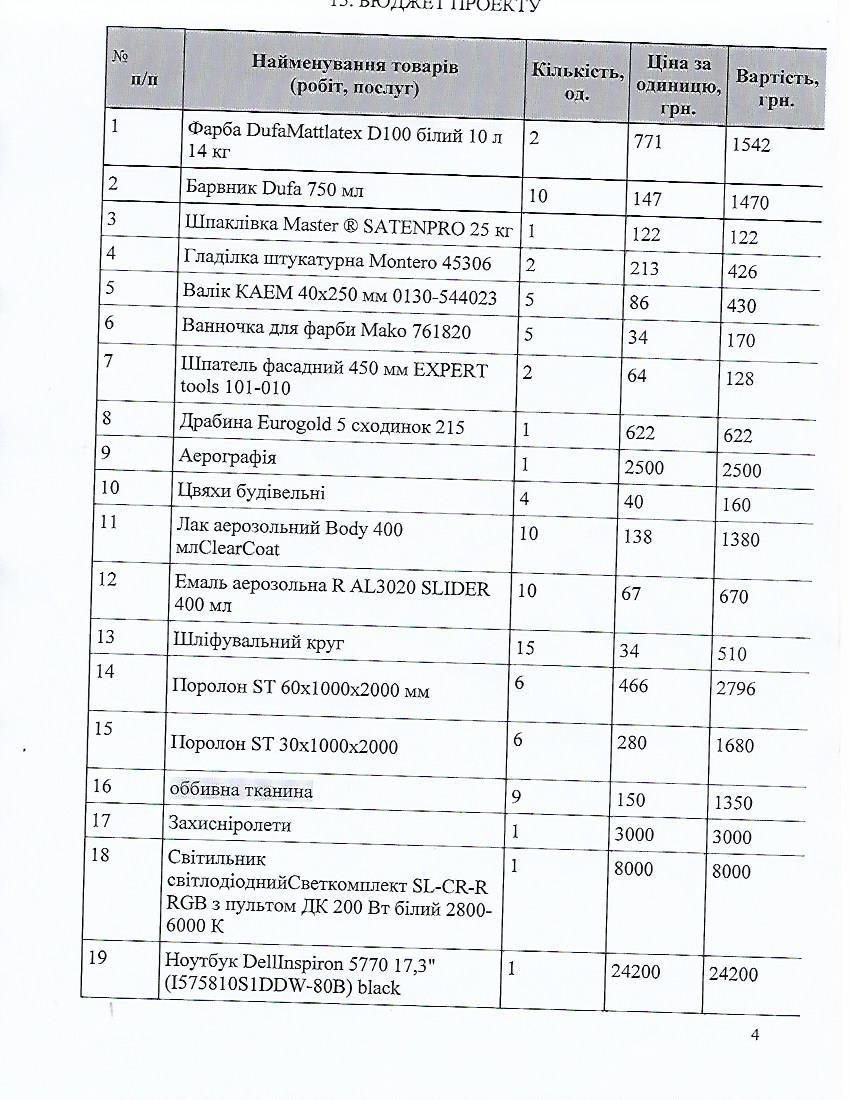 13. БЮДЖЕТ ПРОЕКТУ
№ п/п | Найменування товарів (робіт, послуг) | Кількість, од. | Ціна за одиницю, грн. | Вартість, грн.
1 | Фарба DufaMattlatex D100 білий 10 л 14 кг | 2 | 771 | 1542
2 | Барвник Dufa 750 мл | 10 | 147 | 1470
3 | Шпаклівка Master ® SATENPRO 25 кг | 1 | 122 | 122
4 | Гладілка штукатурна Montero 45306 | 2 | 213 | 426
5 | Валік КАЕМ 40х250 мм 0130-544023 | 5 | 86 | 430
6 | Ванночка для фарби Mako 761820 | 5 | 34 | 170
7 | Шпатель фасадний 450 мм EXPERT tools 101-010 | 2 | 64 | 128
8 | Драбина Eurogold 5 сходинок 215 | 1 | 622 | 622
9 | Аерографія | 1 | 2500 | 2500
10 | Цвяхи будівельні | 4 | 40 | 160
11 | Лак аерозольний Body 400 млClearCoat | 10 | 138 | 1380
12 | Емаль аерозольна R AL3020 SLIDER 400 мл | 10 | 67 | 670
13 | Шліфувальний круг | 15 | 34 | 510
14 | Поролон ST 60х1000х2000 мм | 6 | 466 | 2796
15 | Поролон ST 30х1000х2000 | 6 | 280 | 1680
16 | оббивна тканина | 9 | 150 | 1350
17 | Захисніролети | 1 | 3000 | 3000
18 | Світильник світлодіоднийСветкомплект SL-CR-R RGB з пультом ДК 200 Вт білий 2800-6000 К | 1 | 8000 | 8000
19 | Ноутбук DellInspiron 5770 17,3" (I575810S1DDW-80B) black | 1 | 24200 | 24200
4